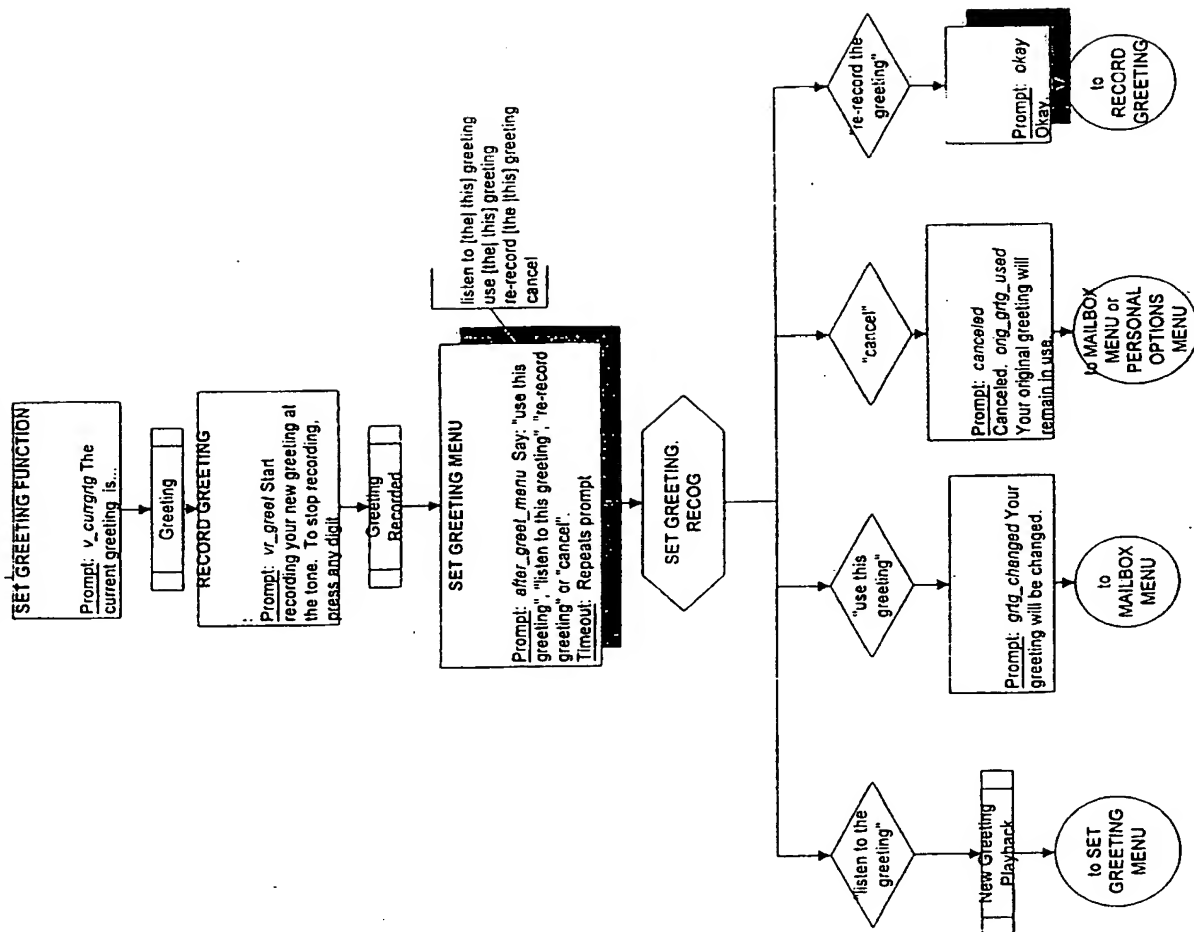 SET GREETING FUNCTION
Prompt: v_currgrtg The
current greeting is...
Greeting
RECORD GREETING
Prompt: vr_greet Start
recording your new greeting at
the tone. To stop recording,
press any digit
Greeting
Recorded
SET GREETING MENU
Prompt: after_greet_menu Say: "use this
greeting", "listen to this greeting", "re-record
greeting" or "cancel".
Timeout: Repeats prompt
listen to [the| this] greeting
use [the| this] greeting
re-record [the |this] greeting
cancel
SET GREETING.
RECOG
"listen to the
greeting"
New Greeting
Playback
to SET
GREETING
MENU
"use this
greeting"
Prompt: grtg_changed Your
greeting will be changed.
to
MAILBOX
MENU
"cancel"
Prompt: canceled
Canceled. orig_grtg_used
Your original greeting will
remain in use.
to MAILBOX
MENU or
PERSONAL
OPTIONS
MENU
"re-record the
greeting"
Prompt: okay
Okay.
to
RECORD
GREETING